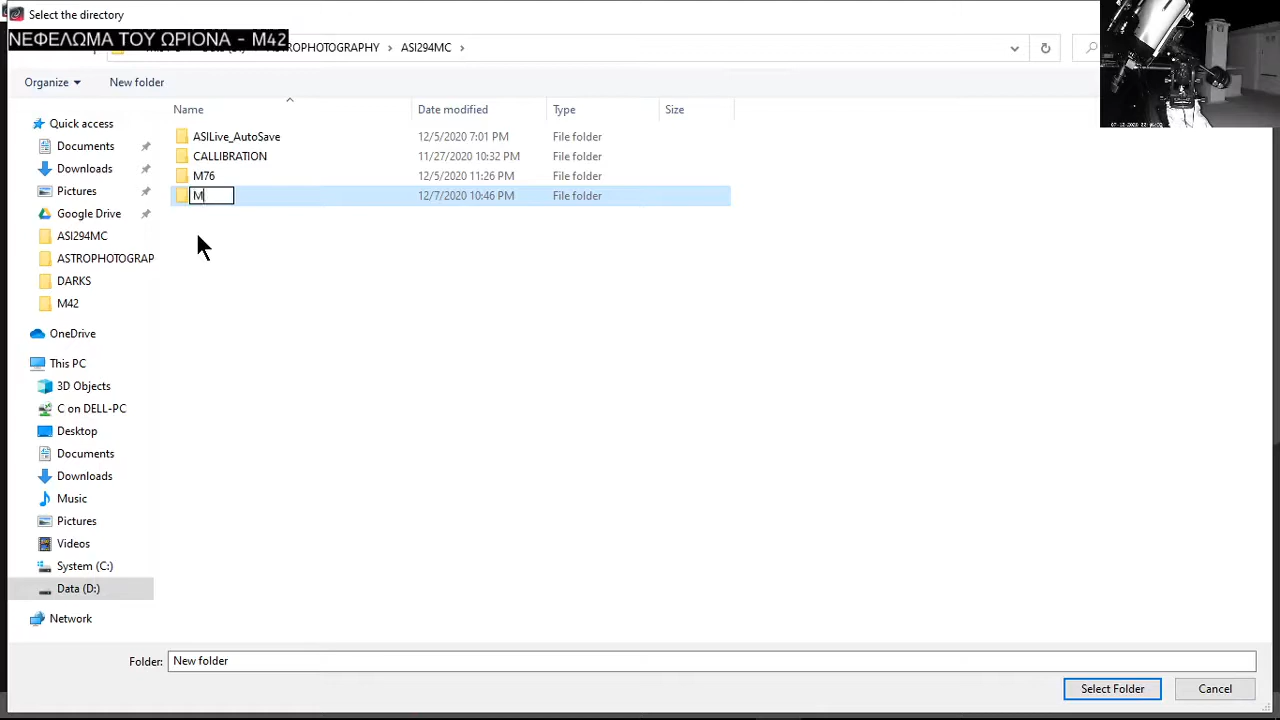 Select the directory
ΝΕΦΕΛΩΜΑ ΤΟΥ ΩΡΙΟΝΑ - M42
ASI294MC
Organize
New folder
Name
Date modified
Type
Size
ASILive_AutoSave 12/5/2020 7:01 PM File folder
CALLIBRATION 11/27/2020 10:32 PM File folder
M76 12/5/2020 11:26 PM File folder
M 12/7/2020 10:46 PM File folder
Quick access
Documents
Downloads
Pictures
Google Drive
ASI294MC
ASTROPHOTOGRAP
DARKS
M42
OneDrive
This PC
3D Objects
C on DELL-PC
Desktop
Documents
Downloads
Music
Pictures
Videos
System (C:)
Data (D:)
Network
Folder: New folder
Select Folder
Cancel